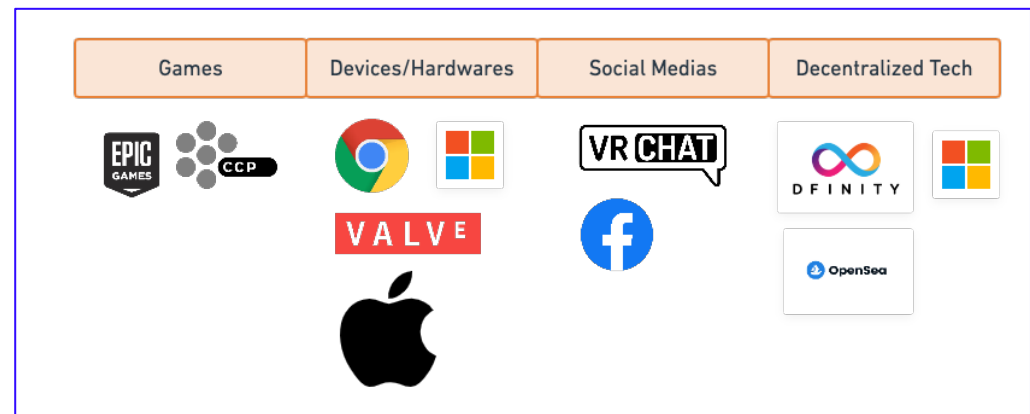 Games
Devices/Hardwares
Social Medias
Decentralized Tech
EPIC
GAMES
CCP
VR CHAT
DFINITY
VALVE
OpenSea